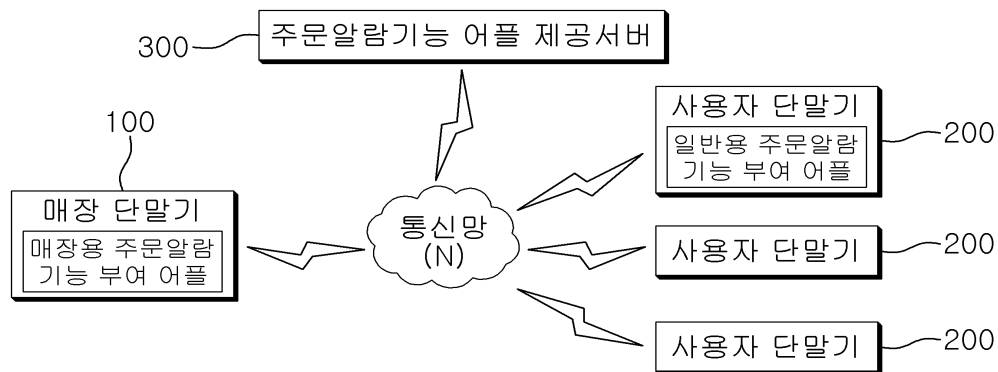 주문알람기능 어플 제공서버
300
사용자 단말기
일반용 주문알람
기능 부여 어플
200
100
매장 단말기
매장용 주문알람
기능 부여 어플
통신망
(N)
사용자 단말기
200
사용자 단말기
200